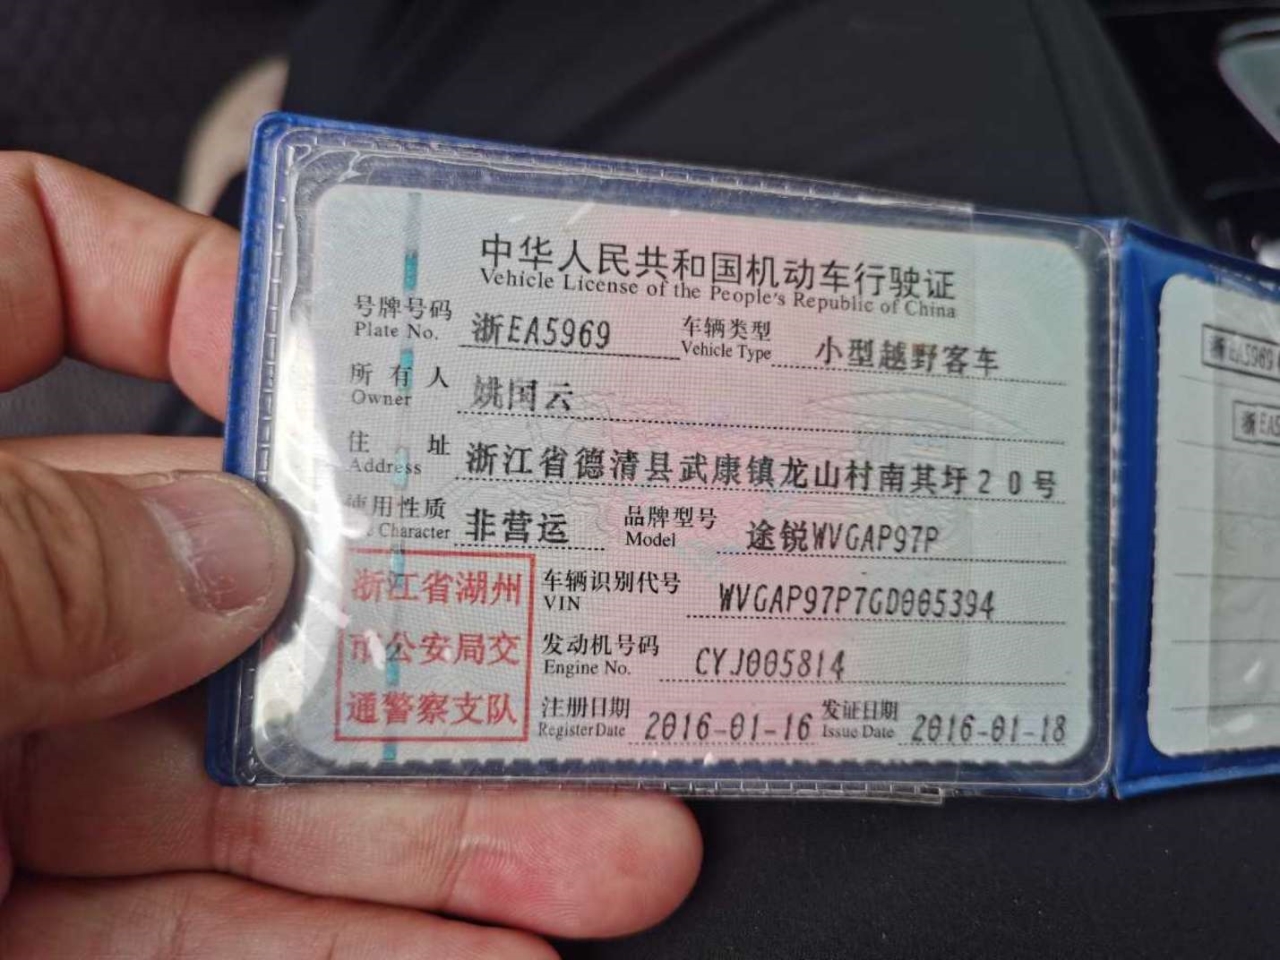 中华人民共和国机动车行驶证
Vehicle License of the People's Republic of China
号牌号码 浙EA5969 车辆类型 小型越野客车
Plate No. Vehicle Type
所有人 姚国云
Owner
住址 浙江省德清县武康镇龙山村南其圩20号
Address
使用性质 非营运 品牌型号 途锐WVGAP97P
Character Model
浙江省湖州
市公安局交
通警察支队
车辆识别代号 WVGAP97P7GD005394
VIN
发动机号码 CYJ005814
Engine No.
注册日期 2016-01-16 发证日期 2016-01-18
Register Date Issue Date